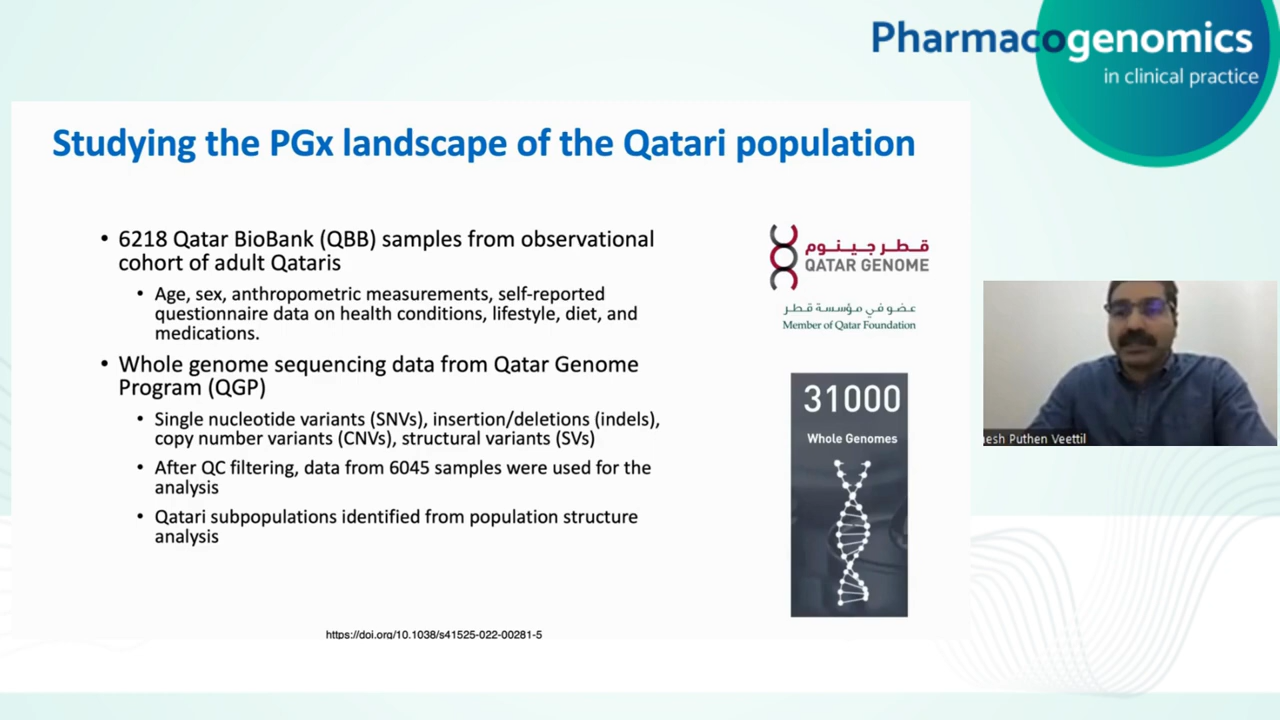 Pharmacogenomics
in clinical practice
Studying the PGx landscape of the Qatari population
• 6218 Qatar BioBank (QBB) samples from observational
cohort of adult Qataris
• Age, sex, anthropometric measurements, self-reported
questionnaire data on health conditions, lifestyle, diet, and
medications.
• Whole genome sequencing data from Qatar Genome
Program (QGP)
• Single nucleotide variants (SNVs), insertion/deletions (indels),
copy number variants (CNVs), structural variants (SVs)
• After QC filtering, data from 6045 samples were used for the
analysis
• Qatari subpopulations identified from population structure
analysis
قطر جينوم
QATAR GENOME
عضو في مؤسسة قطر
Member of Qatar Foundation
31000
Whole Genomes
Puthen Veettil
https://doi.org/10.1038/s41525-022-00281-5